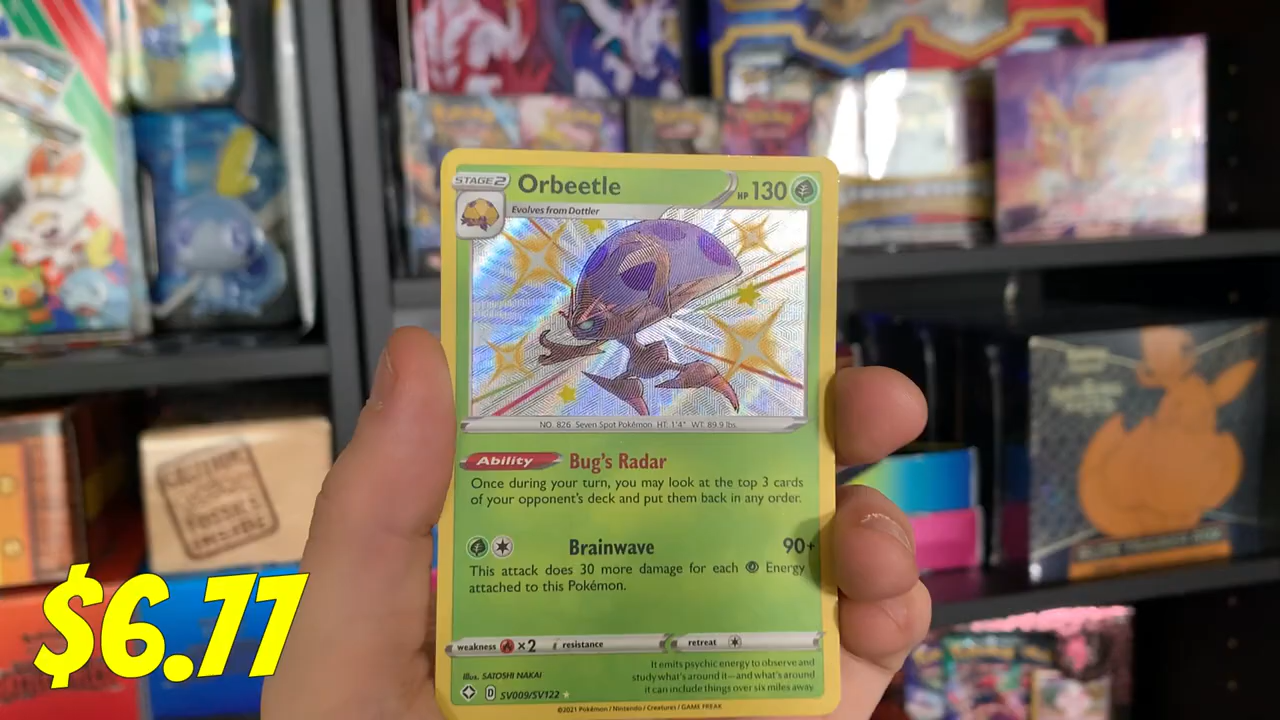 STAGE 2
Orbeetle
HP 130
Evolves from Dottler
NO. 826 Seven Spot Pokémon HT: 1'4" WT: 89.9 lbs.
Ability Bug's Radar
Once during your turn, you may look at the top 3 cards
of your opponent's deck and put them back in any order.
Brainwave 90+
This attack does 30 more damage for each Energy
attached to this Pokémon.
weakness ×2 resistance retreat
Illus. SATOSHI NAKAI
It emits psychic energy to observe and
study what's around it—and what's around
it can include things over six miles away.
D SV009/SV122
©2021 Pokémon / Nintendo / Creatures / GAME FREAK
$6.77